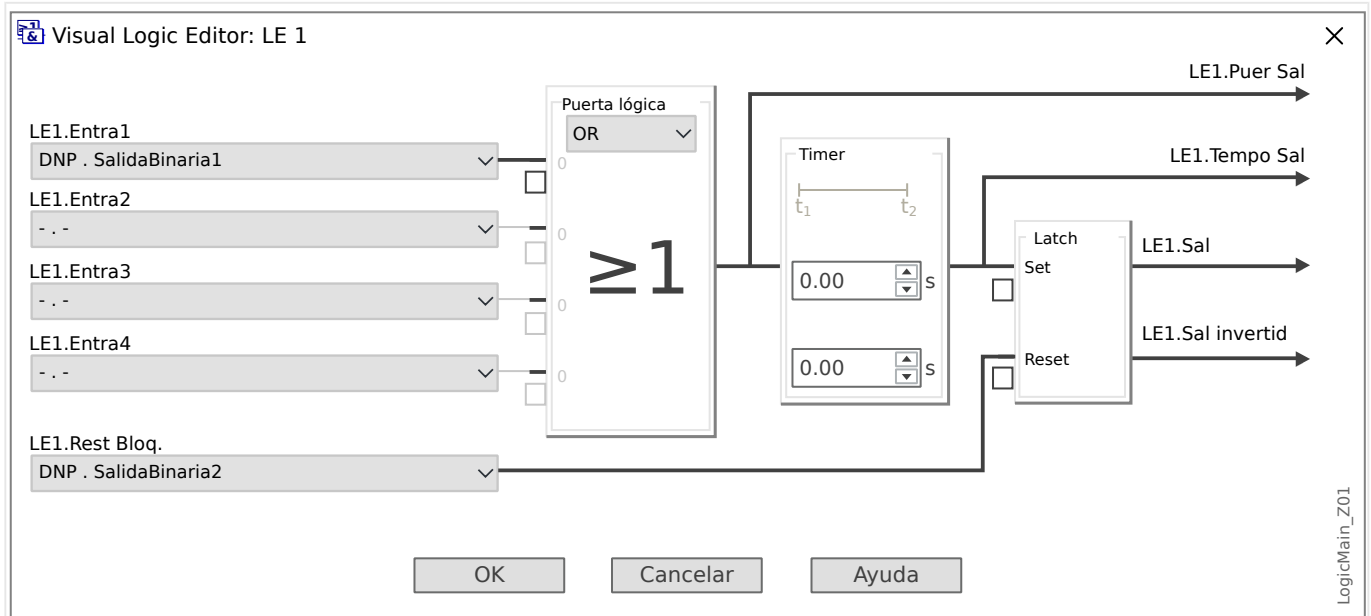 ≥1
&
Visual Logic Editor: LE 1
LE1.Puer Sal
Puerta lógica
OR
LE1.Entra1
DNP . SalidaBinaria1
0
Timer
t1
t2
LE1.Tempo Sal
LE1.Entra2
- . -
0
≥1
Latch
Set
LE1.Sal
LE1.Entra3
- . -
0
0.00
s
LE1.Entra4
- . -
0
0.00
s
Reset
LE1.Sal invertid
LE1.Rest Bloq.
DNP . SalidaBinaria2
OK
Cancelar
Ayuda
LogicMain_Z01